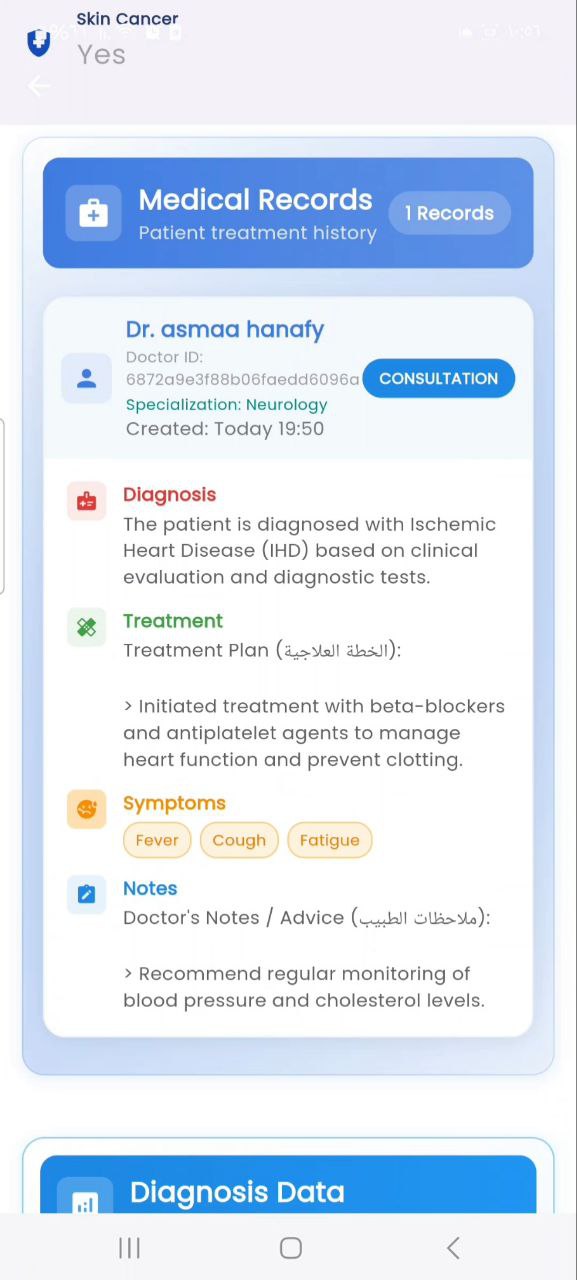 Skin Cancer
Yes
Medical Records
Patient treatment history
1 Records
Dr. asmaa hanafy
Doctor ID:
6872a9e3f88b06faedd6096a
CONSULTATION
Specialization: Neurology
Created: Today 19:50
Diagnosis
The patient is diagnosed with Ischemic
Heart Disease (IHD) based on clinical
evaluation and diagnostic tests.
Treatment
Treatment Plan (الخطة العلاجية):
> Initiated treatment with beta-blockers
and antiplatelet agents to manage
heart function and prevent clotting.
Symptoms
Fever
Cough
Fatigue
Notes
Doctor's Notes / Advice (ملاحظات الطبيب):
> Recommend regular monitoring of
blood pressure and cholesterol levels.
Diagnosis Data